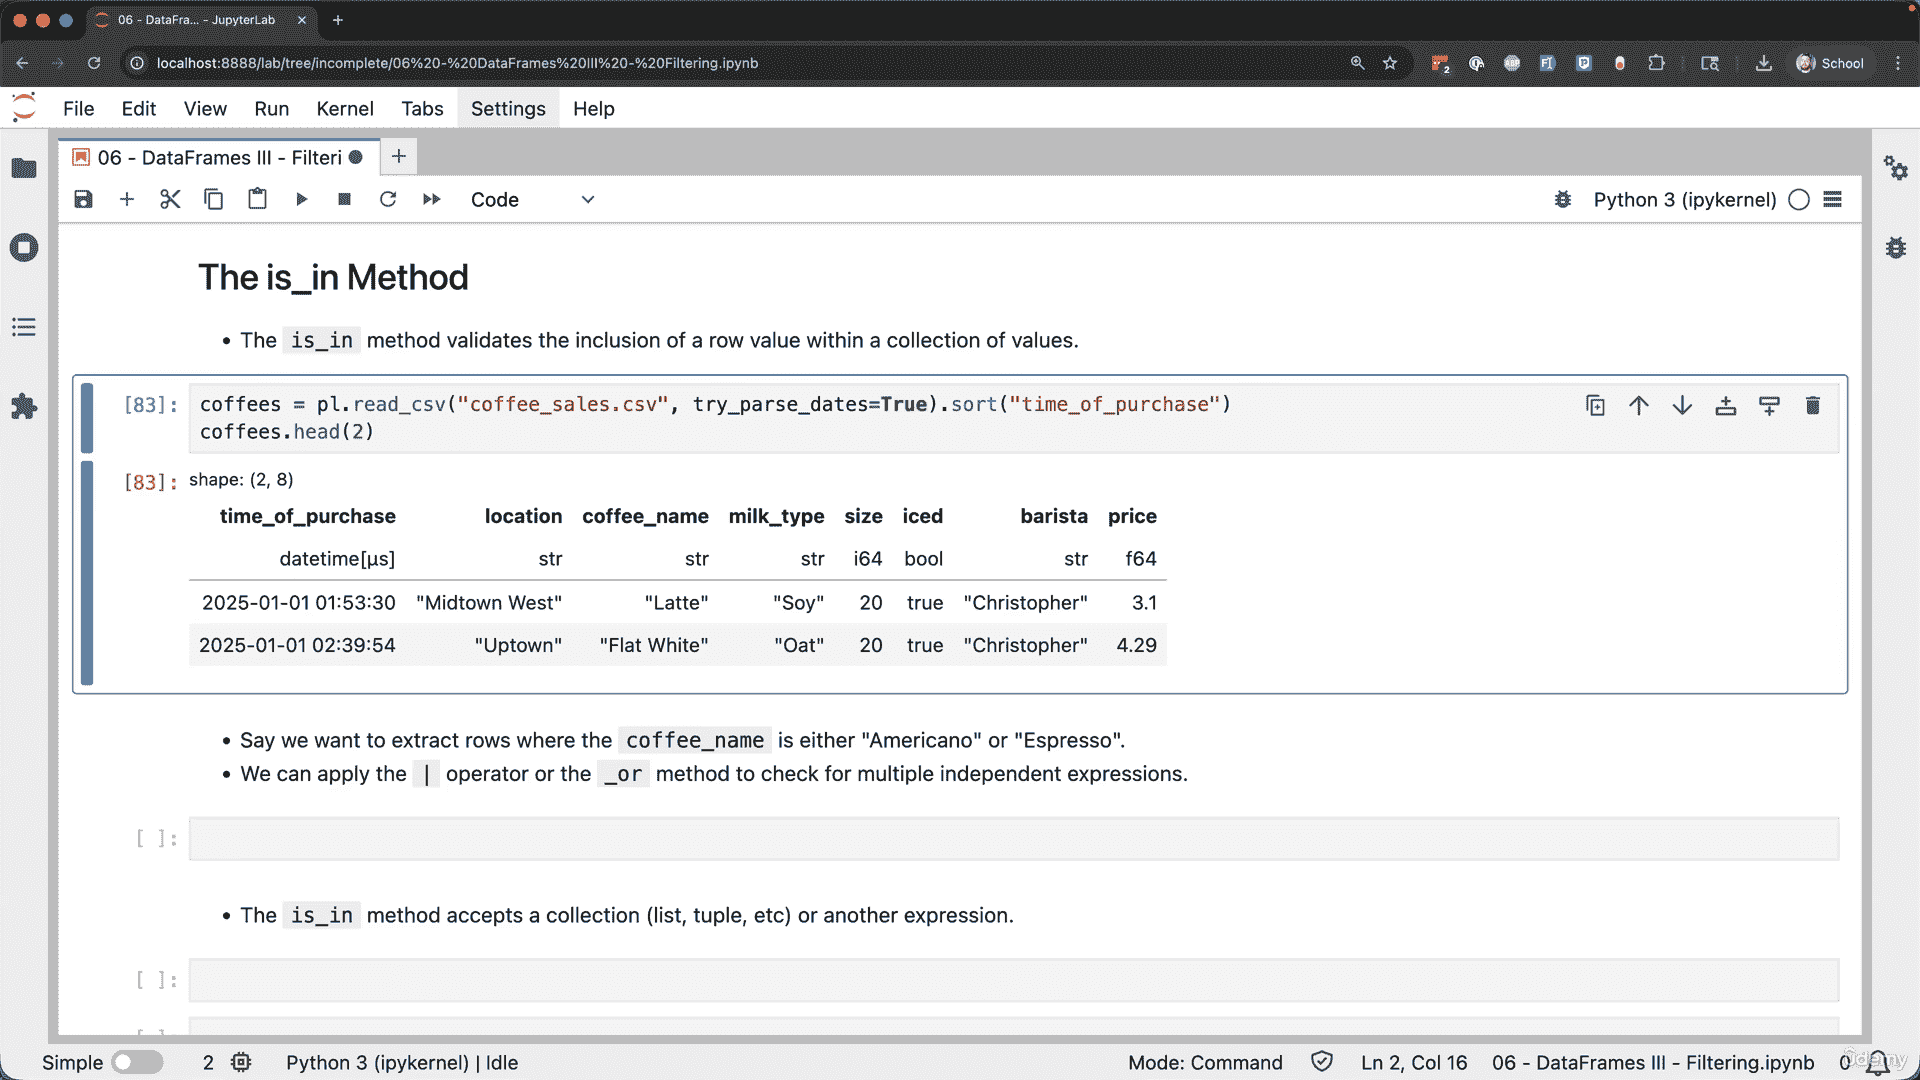 06 - DataFra... - JupyterLab
localhost:8888/lab/tree/incomplete/06%20-%20DataFrames%20III%20-%20Filtering.ipynb
2
ABP
School
File Edit View Run Kernel Tabs Settings Help
06 - DataFrames III - Filteri
Code
Python 3 (ipykernel)
The is_in Method
• The is_in method validates the inclusion of a row value within a collection of values.
[83]: coffees = pl.read_csv("coffee_sales.csv", try_parse_dates=True).sort("time_of_purchase")
coffees.head(2)
[83]: shape: (2, 8)
time_of_purchase location coffee_name milk_type size iced barista price
datetime[μs] str str str i64 bool str f64
2025-01-01 01:53:30 "Midtown West" "Latte" "Soy" 20 true "Christopher" 3.1
2025-01-01 02:39:54 "Uptown" "Flat White" "Oat" 20 true "Christopher" 4.29
• Say we want to extract rows where the coffee_name is either "Americano" or "Espresso".
• We can apply the | operator or the _or method to check for multiple independent expressions.
[ ]:
• The is_in method accepts a collection (list, tuple, etc) or another expression.
[ ]:
[ ]:
Simple 2 Python 3 (ipykernel) | Idle Mode: Command Ln 2, Col 16 06 - DataFrames III - Filtering.ipynb 0
ûdemy